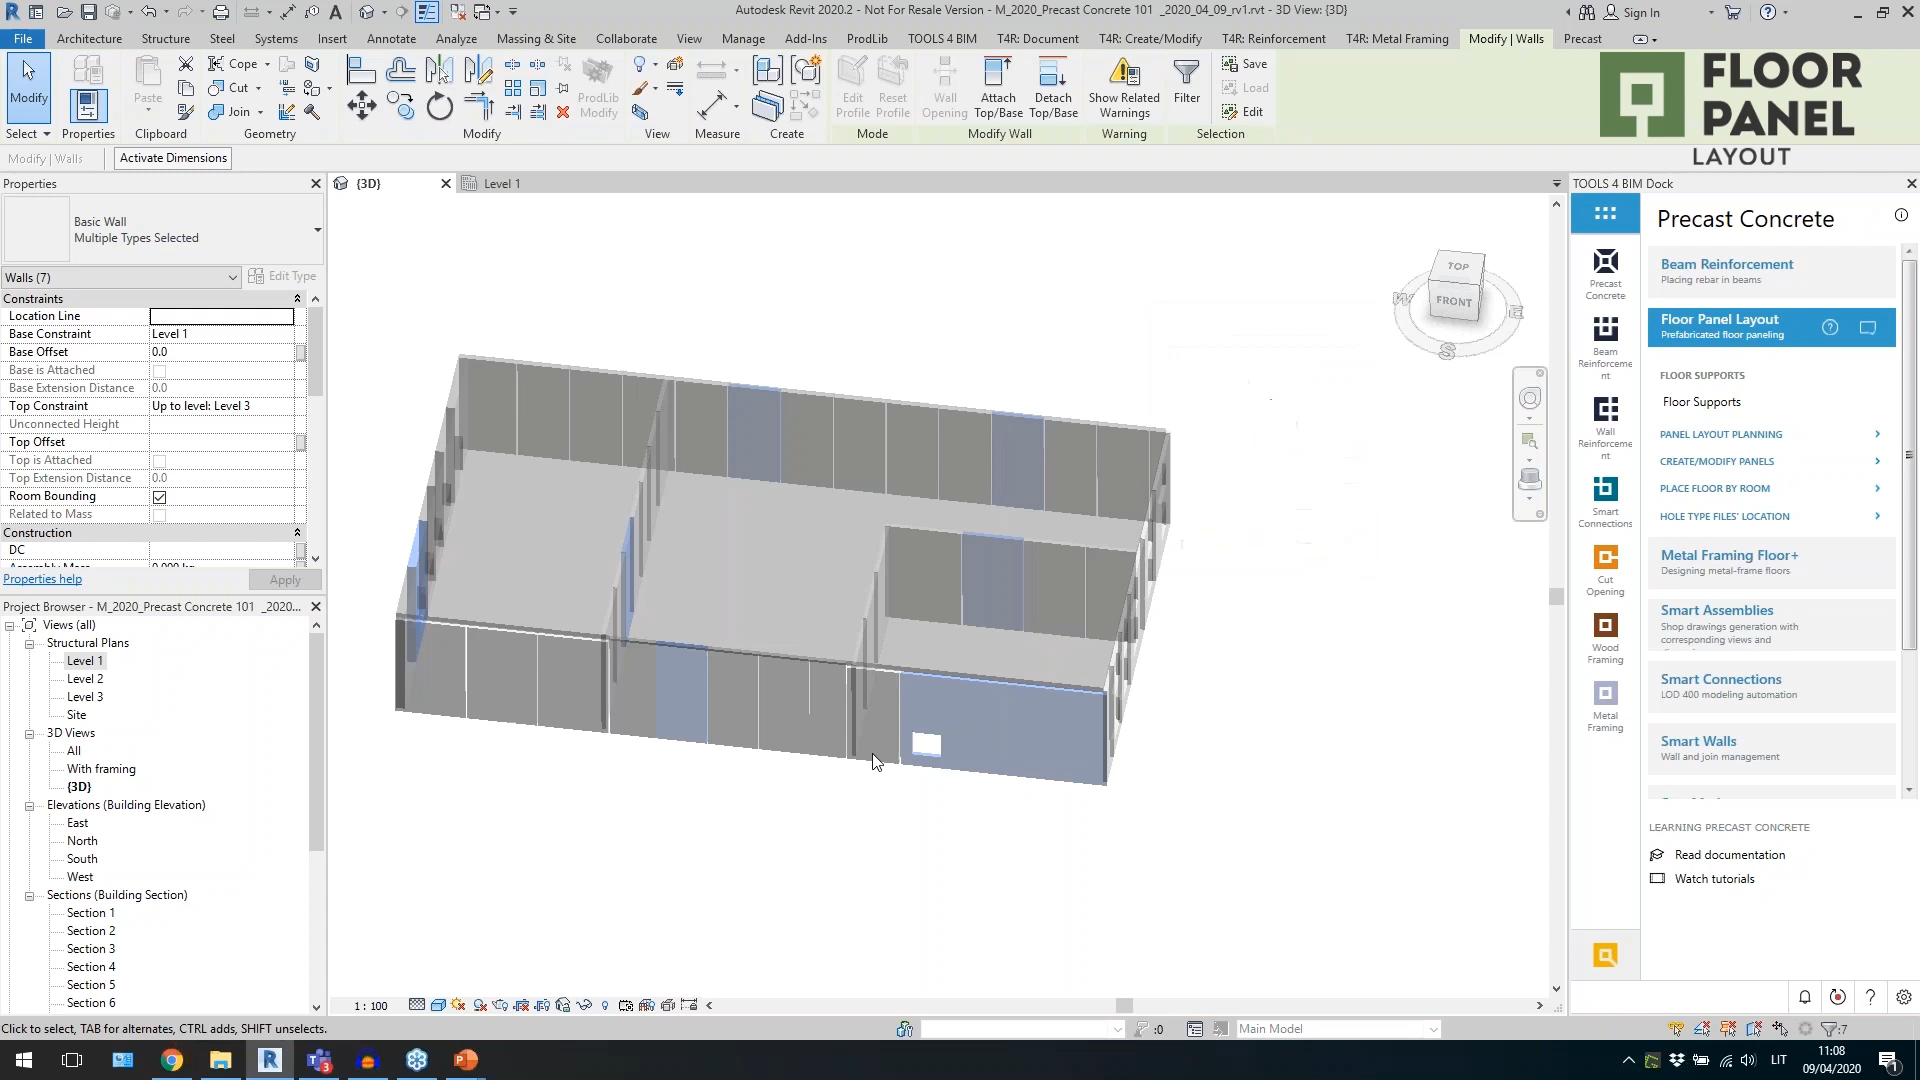 Autodesk Revit 2020.2 - Not For Resale Version - M_2020_Precast Concrete 101 _2020_04_09_rv1.rvt - 3D View: {3D}
Sign In
File Architecture Structure Steel Systems Insert Annotate Analyze Massing & Site Collaborate View Manage Add-Ins ProdLib TOOLS 4 BIM T4R: Document T4R: Create/Modify T4R: Reinforcement T4R: Metal Framing Modify | Walls Precast
Modify
Paste
Cope
Cut
Join
ProdLib Modify
Edit Profile
Reset Profile
Wall Opening
Attach Top/Base
Detach Top/Base
Show Related Warnings
Filter
Save
Load
Edit
Select Properties Clipboard Geometry Modify View Measure Create Mode Modify Wall Warning Selection
FLOOR
PANEL
LAYOUT
Modify | Walls Activate Dimensions
Properties
Basic Wall
Multiple Types Selected
Walls (7) Edit Type
Constraints
Location Line
Base Constraint Level 1
Base Offset 0.0
Base is Attached
Base Extension Distance 0.0
Top Constraint Up to level: Level 3
Unconnected Height
Top Offset
Top is Attached
Top Extension Distance 0.0
Room Bounding
Related to Mass
Construction
DC
Properties help Apply
Project Browser - M_2020_Precast Concrete 101 _2020...
Views (all)
Structural Plans
Level 1
Level 2
Level 3
Site
3D Views
All
With framing
{3D}
Elevations (Building Elevation)
East
North
South
West
Sections (Building Section)
Section 1
Section 2
Section 3
Section 4
Section 5
Section 6
{3D} Level 1
TOP
FRONT
W
E
S
1 : 100
TOOLS 4 BIM Dock
Precast Concrete
Beam Reinforcement
Wall Reinforcement
Smart Connections
Cut Opening
Wood Framing
Metal Framing
Precast Concrete
Beam Reinforcement
Placing rebar in beams
Floor Panel Layout
Prefabricated floor paneling
FLOOR SUPPORTS
Floor Supports
PANEL LAYOUT PLANNING
CREATE/MODIFY PANELS
PLACE FLOOR BY ROOM
HOLE TYPE FILES' LOCATION
Metal Framing Floor+
Designing metal-frame floors
Smart Assemblies
Shop drawings generation with
corresponding views and
Smart Connections
LOD 400 modeling automation
Smart Walls
Wall and join management
LEARNING PRECAST CONCRETE
Read documentation
Watch tutorials
Click to select, TAB for alternates, CTRL adds, SHIFT unselects.
:0
Main Model
:7
3
LIT
11:08
09/04/2020
1